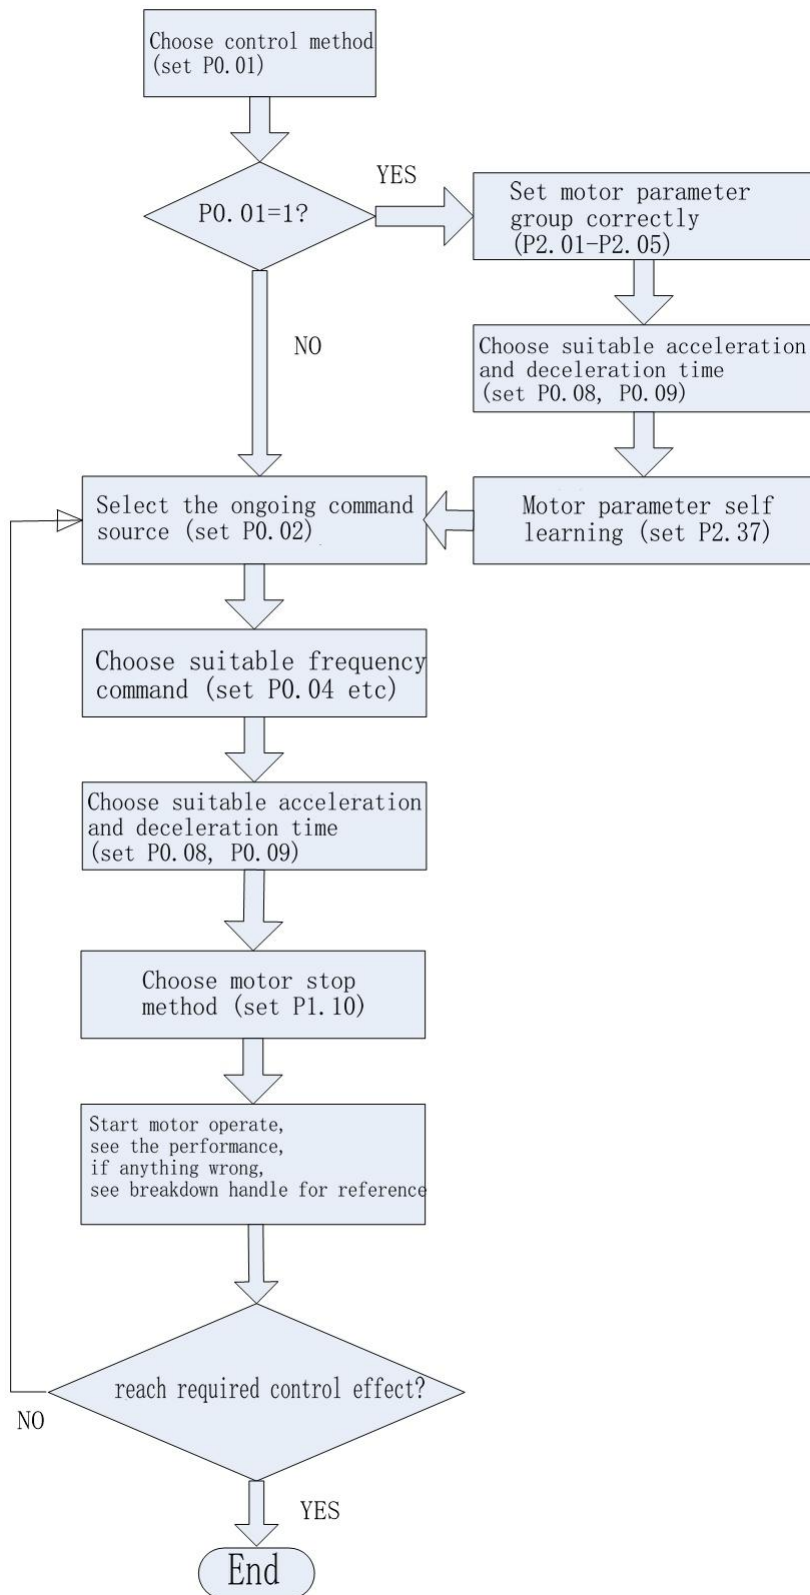 Choose control method
(set P0.01)
P0.01=1?
YES
Set motor parameter
group correctly
(P2.01-P2.05)
NO
Choose suitable acceleration
and deceleration time
(set P0.08, P0.09)
Select the ongoing command
source (set P0.02)
Motor parameter self
learning (set P2.37)
Choose suitable frequency
command (set P0.04 etc)
Choose suitable acceleration
and deceleration time
(set P0.08, P0.09)
Choose motor stop
method (set P1.10)
Start motor operate,
see the performance,
if anything wrong,
see breakdown handle for reference
reach required control effect?
NO
YES
End